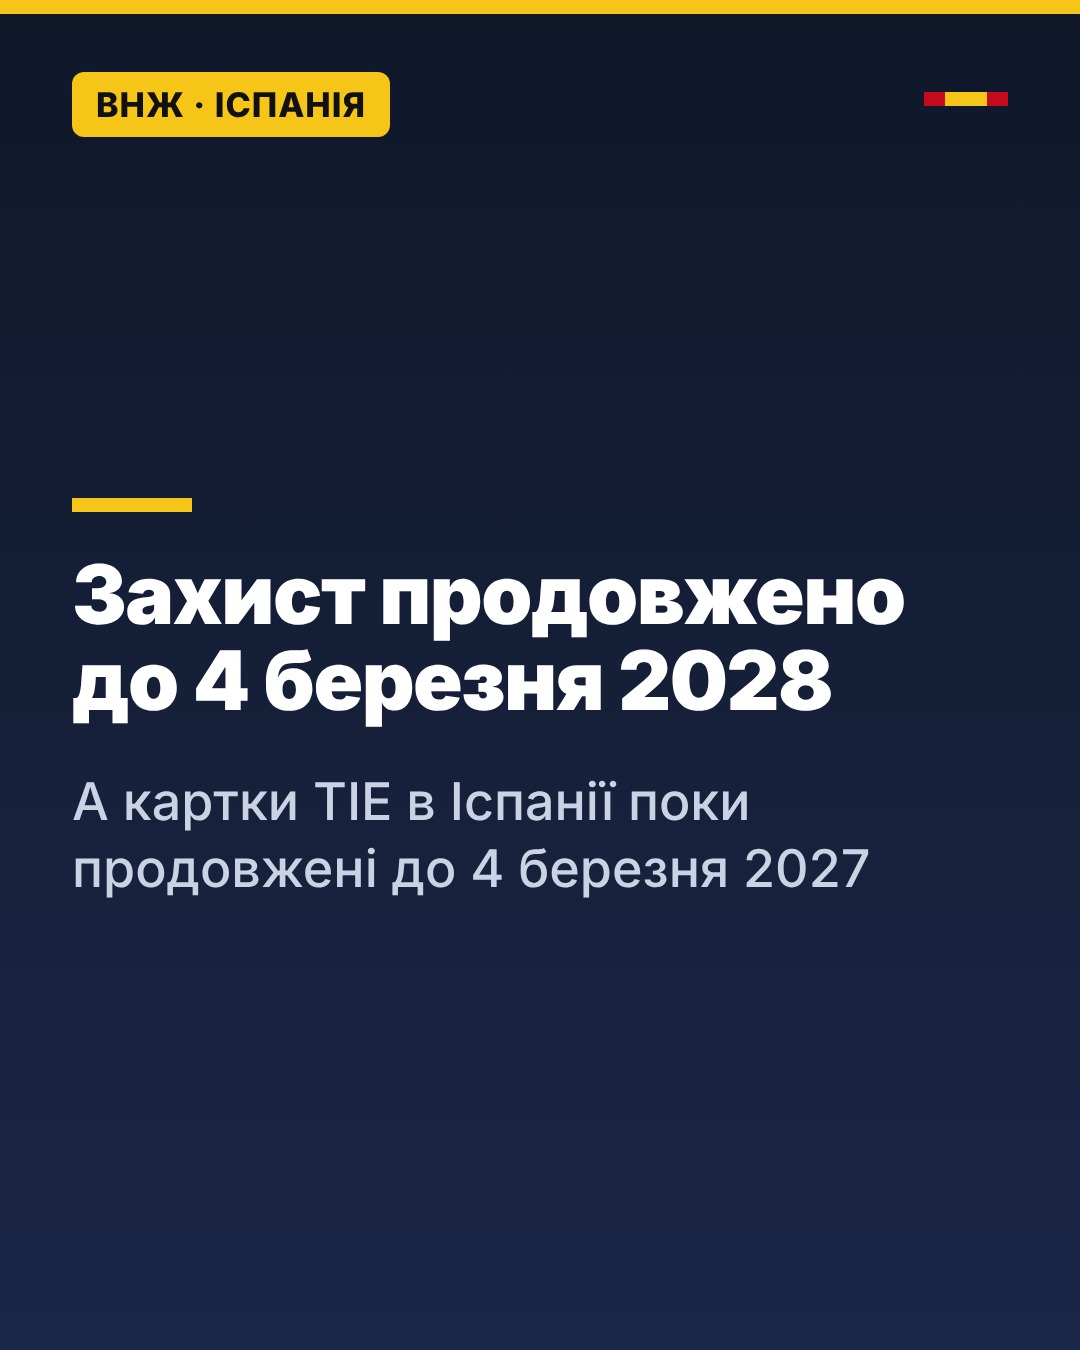 ВНЖ · ІСПАНІЯ
Захист продовжено
до 4 березня 2028
А картки TIE в Іспанії поки
продовжені до 4 березня 2027